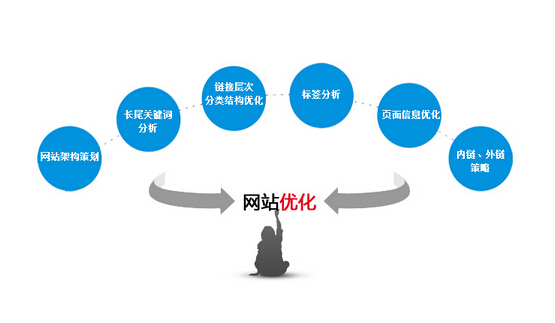 网站架构策划
长尾关键词
分析
链接层次
分类结构优化
标签分析
页面信息优化
内链、外链
策略
网站优化